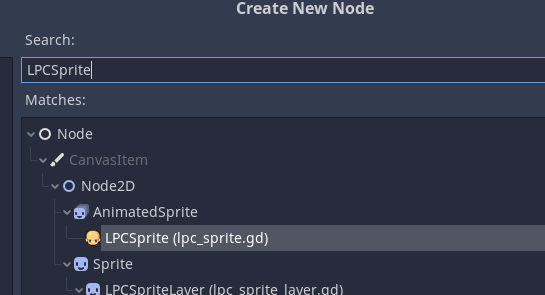 Create New Node
Search:
LPCSprite
Matches:
Node
CanvasItem
Node2D
AnimatedSprite
LPCSprite (lpc_sprite.gd)
Sprite
LPCSpriteLayer (lpc_sprite_layer.gd)